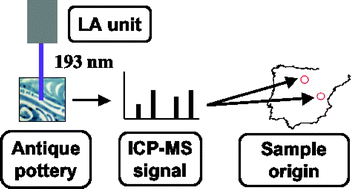 LA unit
193 nm
Antique
pottery
ICP-MS
signal
Sample
origin